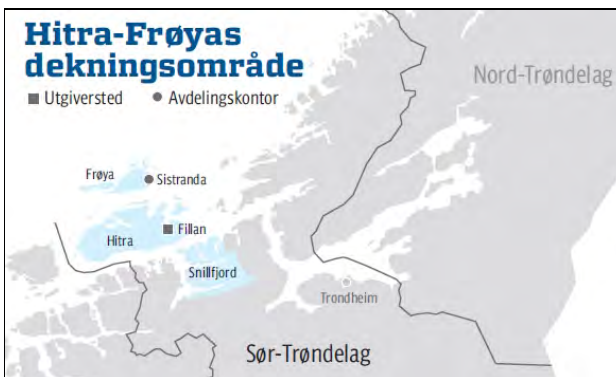 Hitra-Frøyas
dekningsområde
Utgiversted Avdelingskontor
Nord-Trøndelag
Frøya
Sistranda
Fillan
Hitra
Snillfjord
Trondheim
Sør-Trøndelag